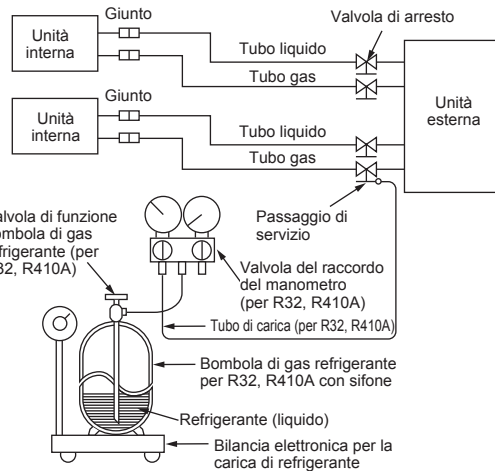 Giunto
Valvola di arresto
Unità
interna
Tubo liquido
Tubo gas
Giunto
Unità
interna
Tubo liquido
Tubo gas
Unità
esterna
alvola di funzione
ombola di gas
frigerante (per
32, R410A)
Passaggio di
servizio
Valvola del raccordo
del manometro
(per R32, R410A)
Tubo di carica (per R32, R410A)
Bombola di gas refrigerante
per R32, R410A con sifone
Refrigerante (liquido)
Bilancia elettronica per la
carica di refrigerante